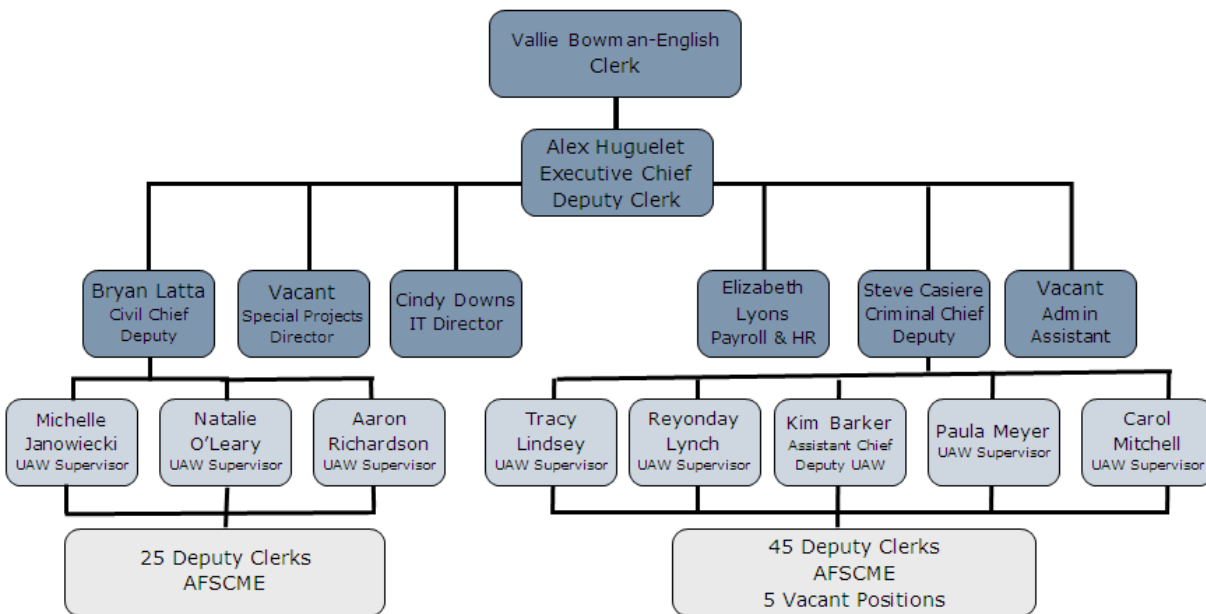 Vallie Bowman-English
Clerk
Alex Huguelet
Executive Chief
Deputy Clerk
Bryan Latta
Civil Chief
Deputy
Vacant
Special Projects
Director
Cindy Downs
IT Director
Elizabeth
Lyons
Payroll & HR
Steve Casiere
Criminal Chief
Deputy
Vacant
Admin
Assistant
Michelle
Janowiecki
UAW Supervisor
Natalie
O’Leary
UAW Supervisor
Aaron
Richardson
UAW Supervisor
Tracy
Lindsey
UAW Supervisor
Reyonday
Lynch
UAW Supervisor
Kim Barker
Assistant Chief
Deputy UAW
Paula Meyer
UAW Supervisor
Carol
Mitchell
UAW Supervisor
25 Deputy Clerks
AFSCME
45 Deputy Clerks
AFSCME
5 Vacant Positions